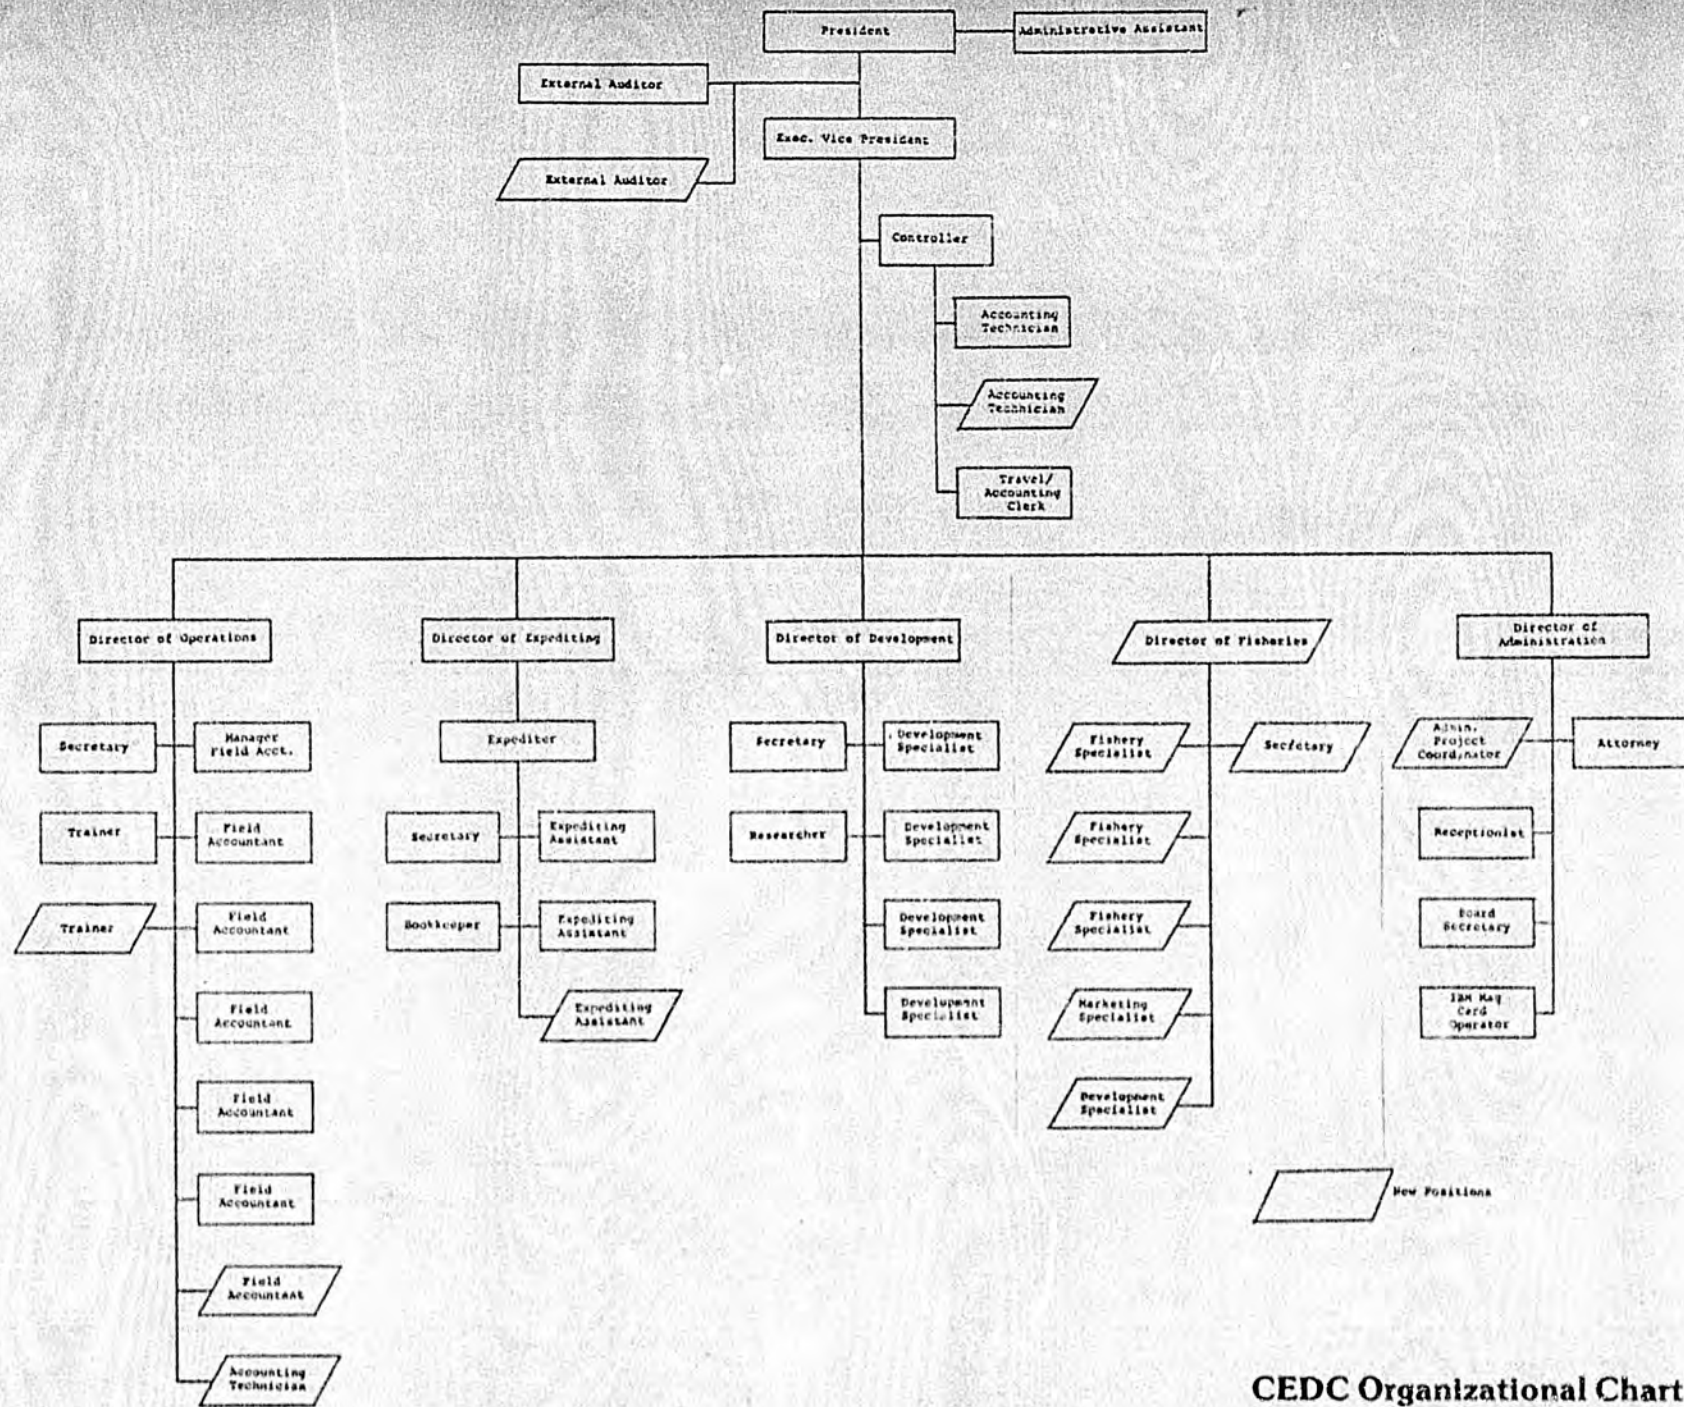 President
Administrative Assistant
External Auditor
Exec. Vice President
External Auditor
Controller
Accounting
Technician
Accounting
Technician
Travel/
Accounting
Clerk
Director of Operations
Director of Expediting
Director of Development
Director of Fisheries
Director of
Administration
Secretary
Manager
Field Acct.
Trainer
Field
Accountant
Trainer
Field
Accountant
Field
Accountant
Field
Accountant
Field
Accountant
Field
Accountant
Accounting
Technician
Expediter
Secretary
Expediting
Assistant
Bookkeeper
Expediting
Assistant
Expediting
Assistant
Secretary
Development
Specialist
Researcher
Development
Specialist
Development
Specialist
Development
Specialist
Fishery
Specialist
Secretary
Fishery
Specialist
Fishery
Specialist
Marketing
Specialist
Development
Specialist
Admin.
Project
Coordinator
Attorney
Receptionist
Board
Secretary
IBM Mag
Card
Operator
New Positions
CEDC Organizational Chart